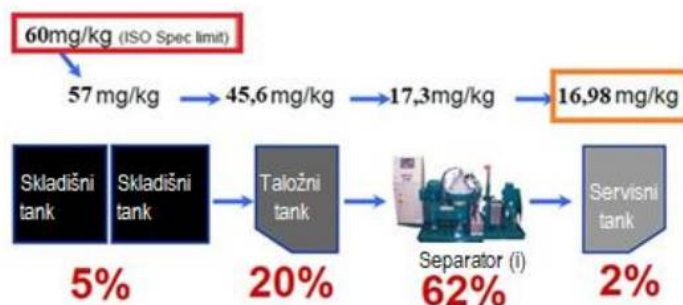 60mg/kg (ISO Spec limit)
57 mg/kg
45,6 mg/kg
17,3mg/kg
16,98 mg/kg
Skladišni
tank
Skladišni
tank
Taložni
tank
Separator (i)
Servisni
tank
5%
20%
62%
2%